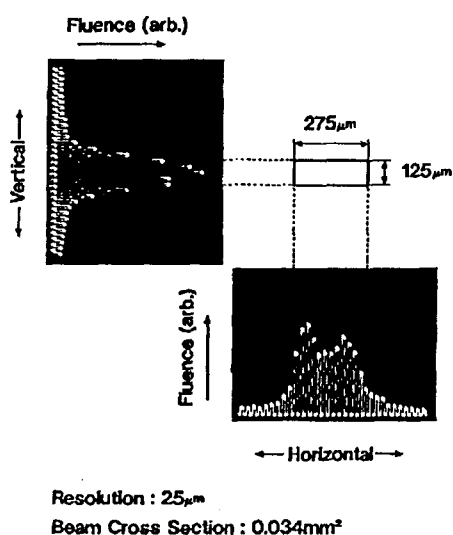 Fluence (arb.)
Vertical
275μm
125μm
Fluence (arb.)
Horizontal
Resolution : 25μm
Beam Cross Section : 0.034mm²